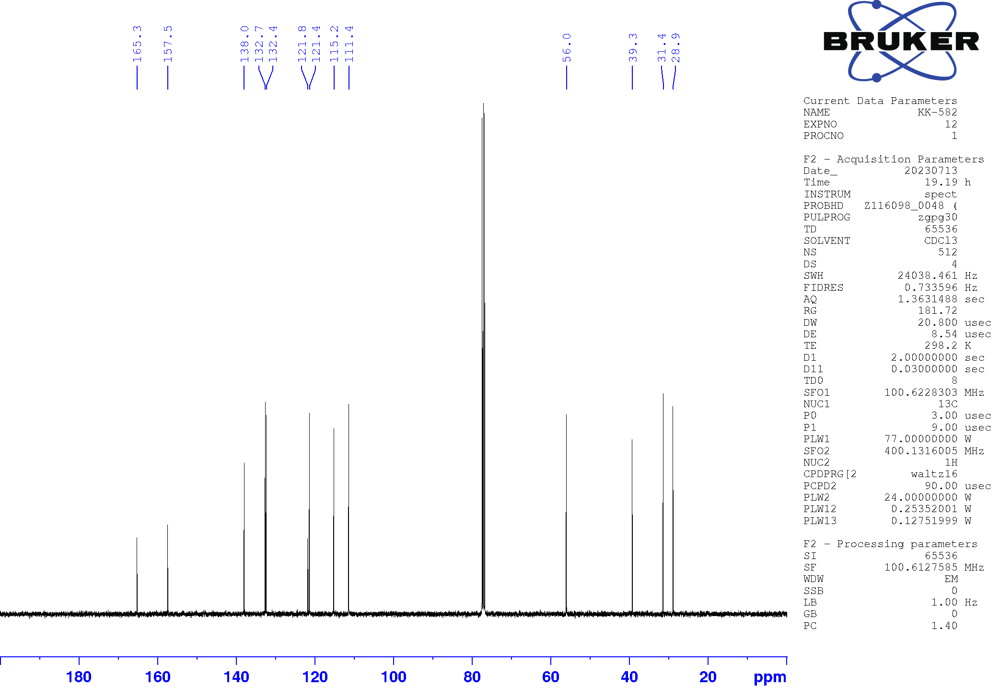 165.3
157.5
138.0
132.7
132.4
121.8
121.4
115.2
111.4
56.0
39.3
31.4
28.9
BRUKER
Current Data Parameters
NAME KK-582
EXPNO 12
PROCNO 1
F2 - Acquisition Parameters
Date_ 20230713
Time 19.19 h
INSTRUM spect
PROBHD Z116098_0048 (
PULPROG zgpg30
TD 65536
SOLVENT CDCl3
NS 512
DS 4
SWH 24038.461 Hz
FIDRES 0.733596 Hz
AQ 1.3631488 sec
RG 181.72
DW 20.800 usec
DE 8.54 usec
TE 298.2 K
D1 2.00000000 sec
D11 0.03000000 sec
TD0 8
SFO1 100.6228303 MHz
NUC1 13C
P0 3.00 usec
P1 9.00 usec
PLW1 77.00000000 W
SFO2 400.1316005 MHz
NUC2 1H
CPDPRG[2 waltz16
PCPD2 90.00 usec
PLW2 24.00000000 W
PLW12 0.25352001 W
PLW13 0.12751999 W
F2 - Processing parameters
SI 65536
SF 100.6127585 MHz
WDW EM
SSB 0
LB 1.00 Hz
GB 0
PC 1.40
180 160 140 120 100 80 60 40 20 ppm